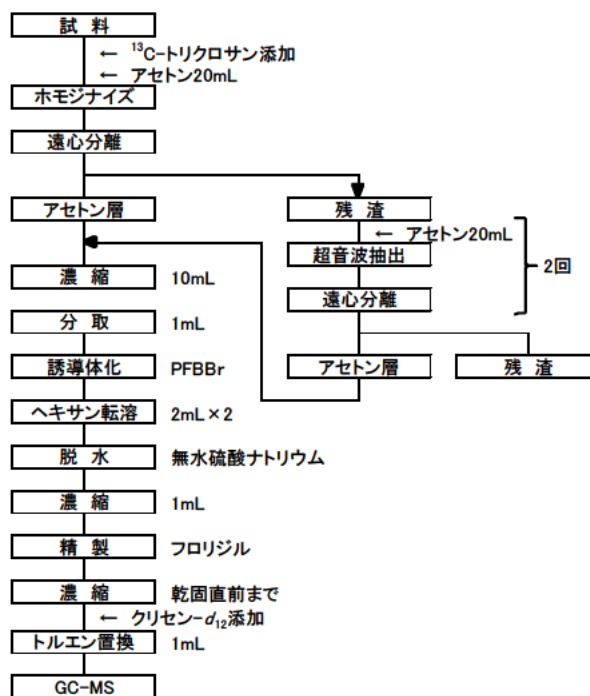 試 料
← ¹³C-トリクロサン添加
← アセトン20mL
ホモジナイズ
遠心分離
アセトン層
残 渣
← アセトン20mL
超音波抽出
2回
遠心分離
アセトン層
残 渣
濃 縮 10mL
分 取 1mL
誘導体化 PFBBr
ヘキサン転溶 2mL×2
脱 水 無水硫酸ナトリウム
濃 縮 1mL
精 製 フロリジル
濃 縮 乾固直前まで
← クリセン-d₁₂添加
トルエン置換 1mL
GC-MS